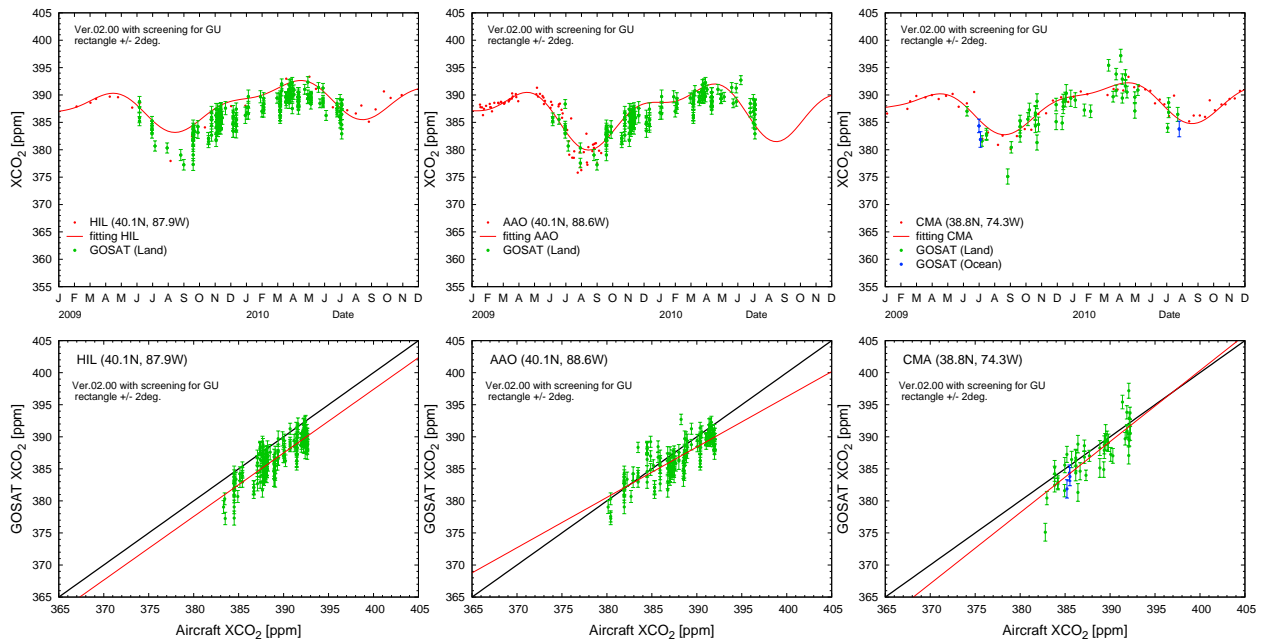 405
400
395
390
385
380
375
370
365
360
355
XCO2 [ppm]
Ver.02.00 with screening for GU
rectangle +/- 2deg.
HIL (40.1N, 87.9W)
fitting HIL
GOSAT (Land)
J F M A M J J A S O N D J F M A M J J A S O N D
2009 2010 Date
405
400
395
390
385
380
375
370
365
360
355
XCO2 [ppm]
Ver.02.00 with screening for GU
rectangle +/- 2deg.
AAO (40.1N, 88.6W)
fitting AAO
GOSAT (Land)
J F M A M J J A S O N D J F M A M J J A S O N D
2009 2010 Date
405
400
395
390
385
380
375
370
365
360
355
XCO2 [ppm]
Ver.02.00 with screening for GU
rectangle +/- 2deg.
CMA (38.8N, 74.3W)
fitting CMA
GOSAT (Land)
GOSAT (Ocean)
J F M A M J J A S O N D J F M A M J J A S O N D
2009 2010 Date
405
400
395
390
385
380
375
370
365
GOSAT XCO2 [ppm]
HIL (40.1N, 87.9W)
Ver.02.00 with screening for GU
rectangle +/- 2deg.
365 370 375 380 385 390 395 400 405
Aircraft XCO2 [ppm]
405
400
395
390
385
380
375
370
365
GOSAT XCO2 [ppm]
AAO (40.1N, 88.6W)
Ver.02.00 with screening for GU
rectangle +/- 2deg.
365 370 375 380 385 390 395 400 405
Aircraft XCO2 [ppm]
405
400
395
390
385
380
375
370
365
GOSAT XCO2 [ppm]
CMA (38.8N, 74.3W)
Ver.02.00 with screening for GU
rectangle +/- 2deg.
365 370 375 380 385 390 395 400 405
Aircraft XCO2 [ppm]